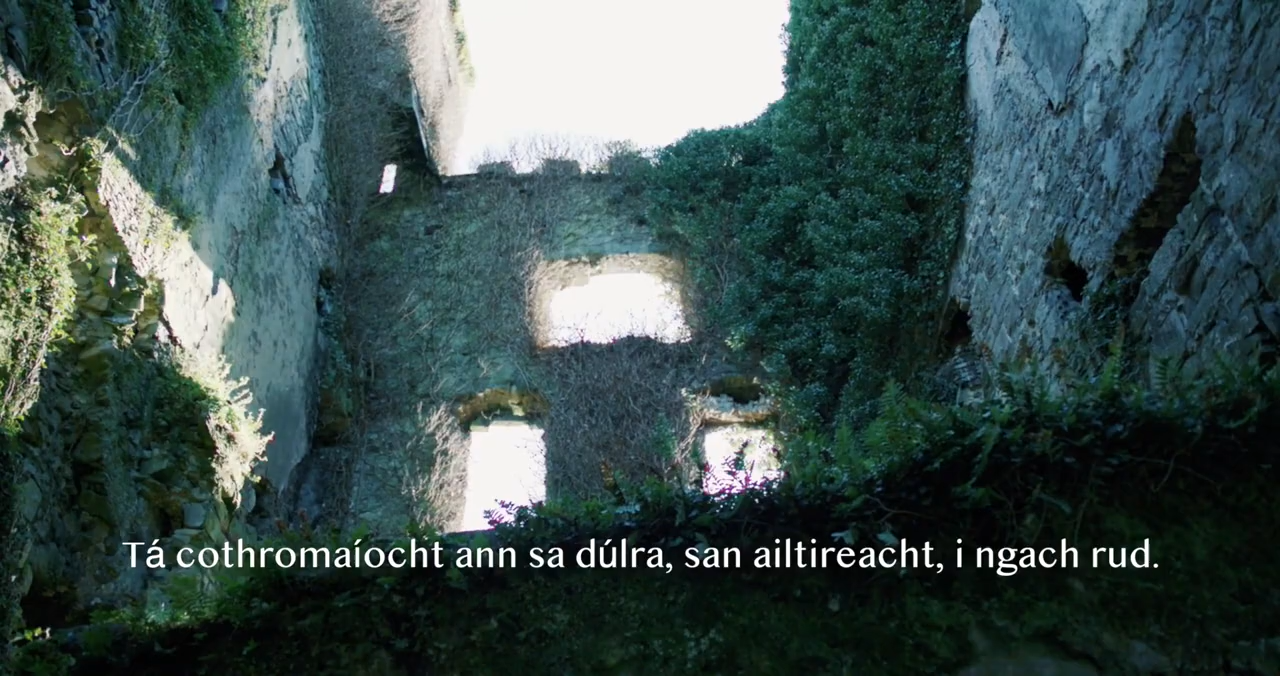 Tá cothromaíocht ann sa dúlra, san ailtireacht, i ngach rud.